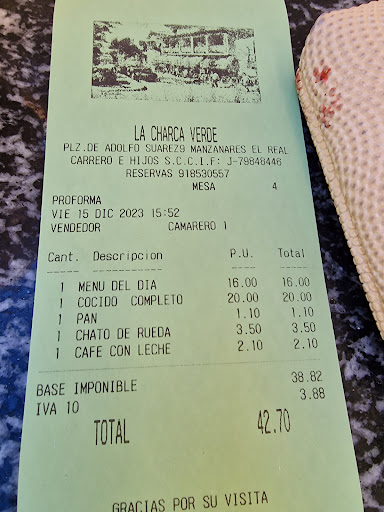 LA CHARCA VERDE
PLZ.DE ADOLFO SUAREZ9 MANZANARES EL REAL
CARRERO E HIJOS S.C.C.I.F: J-79848446
RESERVAS 918530557
MESA 4
PROFORMA
VIE 15 DIC 2023 15:52
VENDEDOR CAMARERO 1
Cant. Descripcion P.U. Total
1 MENU DEL DIA 16.00 16.00
1 COCIDO COMPLETO 20.00 20.00
1 PAN 1.10 1.10
1 CHATO DE RUEDA 3.50 3.50
1 CAFE CON LECHE 2.10 2.10
BASE IMPONIBLE 38.82
IVA 10 3.88
TOTAL 42.70
GRACIAS POR SU VISITA